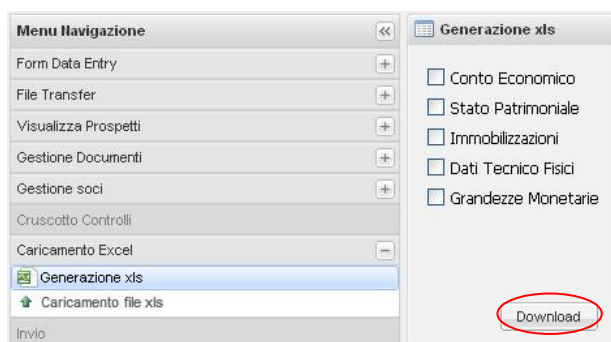 Menu Navigazione
Form Data Entry
File Transfer
Visualizza Prospetti
Gestione Documenti
Gestione soci
Cruscotto Controlli
Caricamento Excel
Generazione xls
Caricamento file xls
Invio
Generazione xls
Conto Economico
Stato Patrimoniale
Immobilizzazioni
Dati Tecnico Fisici
Grandezze Monetarie
Download